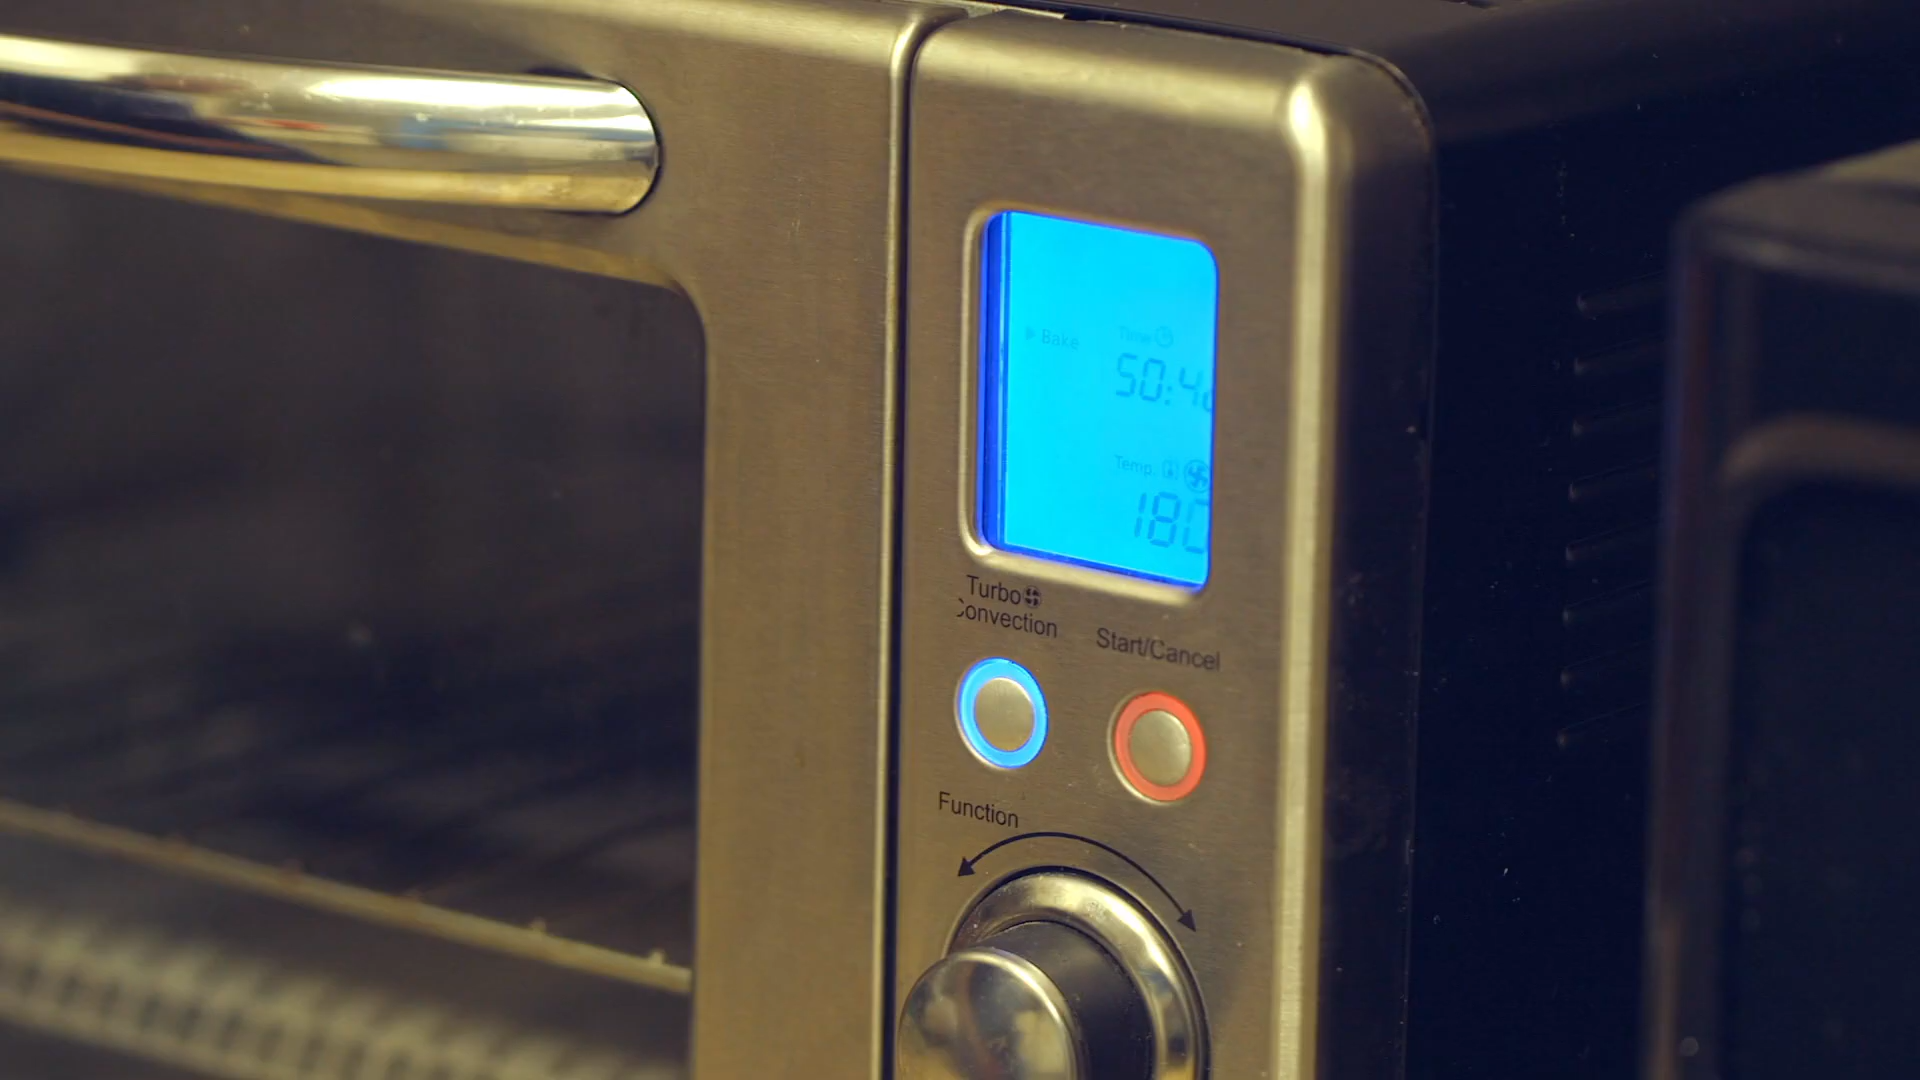 Bake
Time
50:4
Temp.
180
Turbo
Convection
Start/Cancel
Function